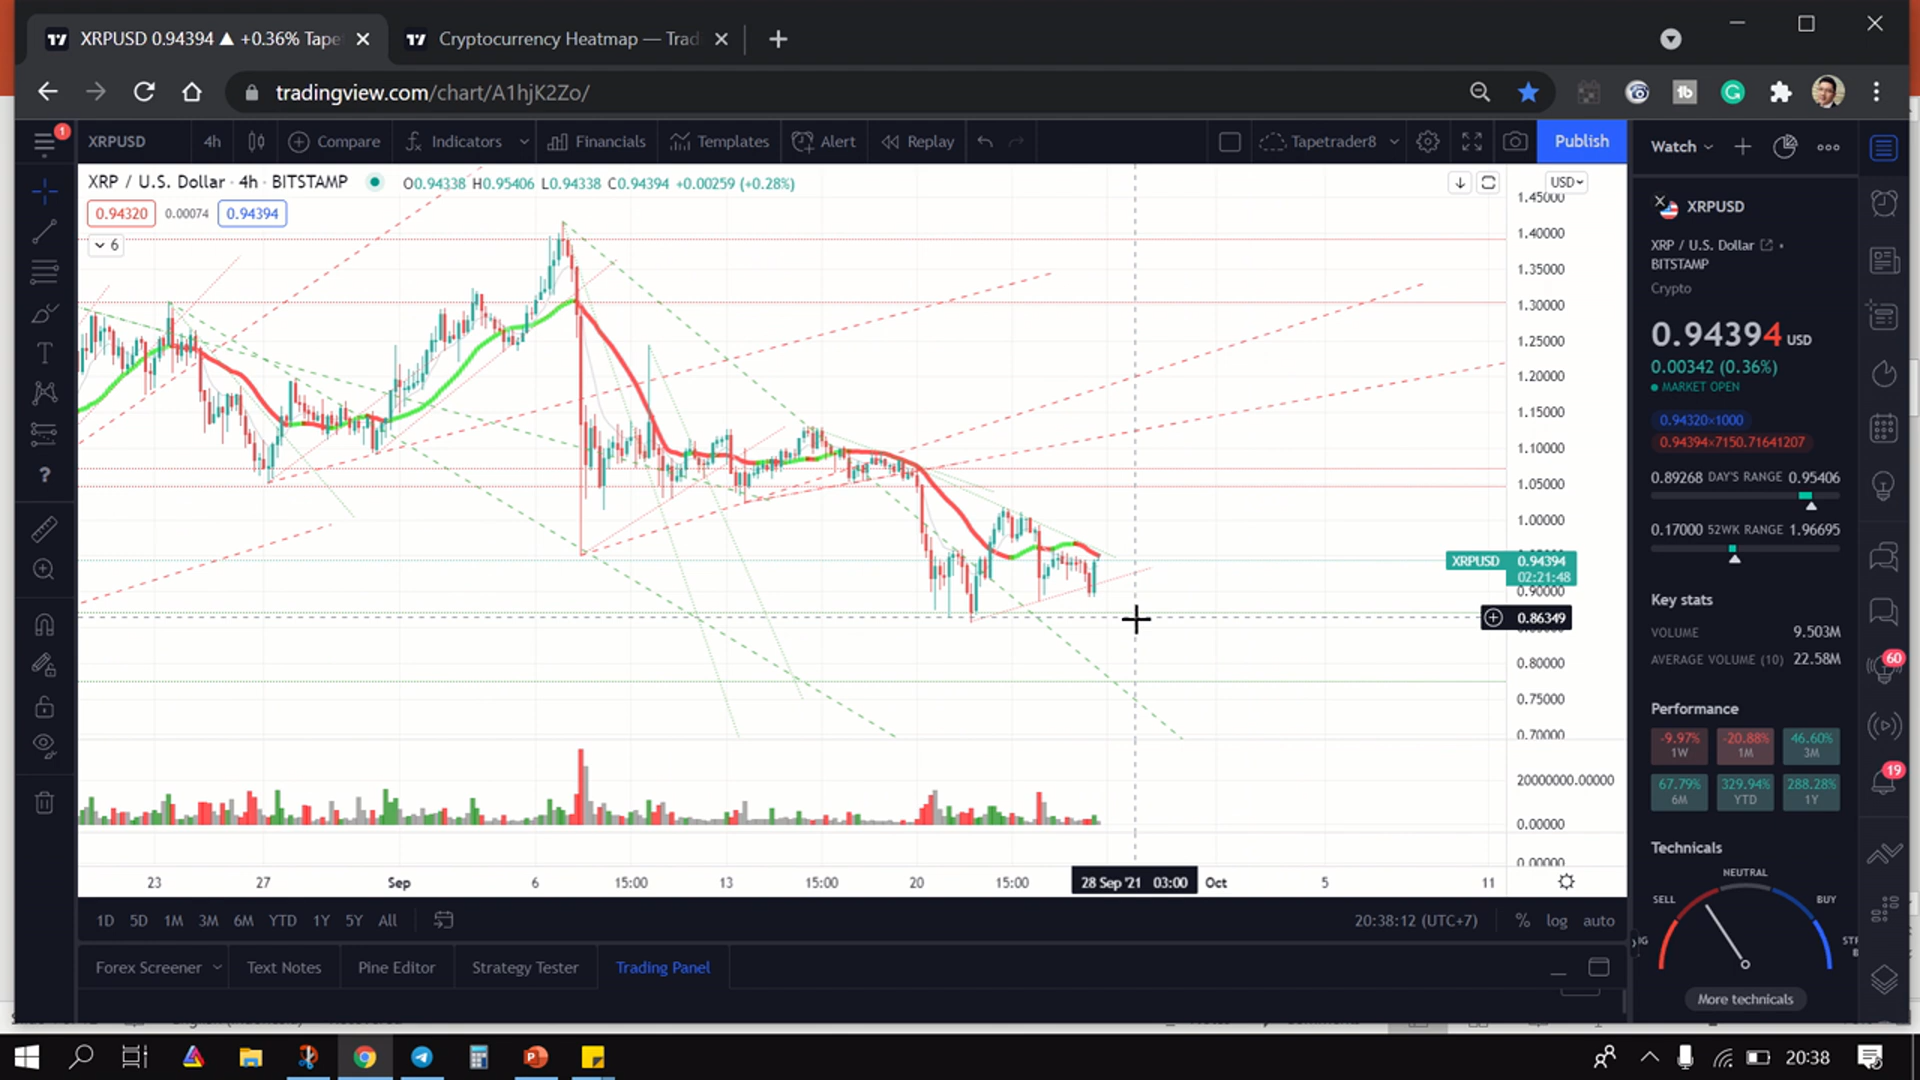 XRPUSD 0.94394 ▲ +0.36% Tape
Cryptocurrency Heatmap — Trad
tradingview.com/chart/A1hjK2Zo/
1
XRPUSD
4h
Compare
Indicators
Financials
Templates
Alert
Replay
Tapetrader8
Publish
Watch
XRP / U.S. Dollar · 4h · BITSTAMP
O0.94338 H0.95406 L0.94338 C0.94394 +0.00259 (+0.28%)
0.94320
0.00074
0.94394
6
USD
1.45000
1.40000
1.35000
1.30000
1.25000
1.20000
1.15000
1.10000
1.05000
1.00000
XRPUSD
0.94394
02:21:48
0.90000
0.86349
0.80000
0.75000
0.70000
20000000.00000
0.00000
0.00000
23
27
Sep
6
15:00
13
15:00
20
15:00
28 Sep '21 03:00
Oct
5
11
1D
5D
1M
3M
6M
YTD
1Y
5Y
All
20:38:12 (UTC+7)
%
log
auto
Forex Screener
Text Notes
Pine Editor
Strategy Tester
Trading Panel
XRPUSD
XRP / U.S. Dollar
BITSTAMP
Crypto
0.94394 USD
0.00342 (0.36%)
MARKET OPEN
0.94320×1000
0.94394×7150.71641207
0.89268 DAY'S RANGE 0.95406
0.17000 52WK RANGE 1.96695
Key stats
VOLUME 9.503M
AVERAGE VOLUME (10) 22.58M
Performance
-9.97%
1W
-20.88%
1M
46.60%
3M
67.79%
6M
329.94%
YTD
288.28%
1Y
Technicals
NEUTRAL
SELL
BUY
More technicals
60
19
20:38